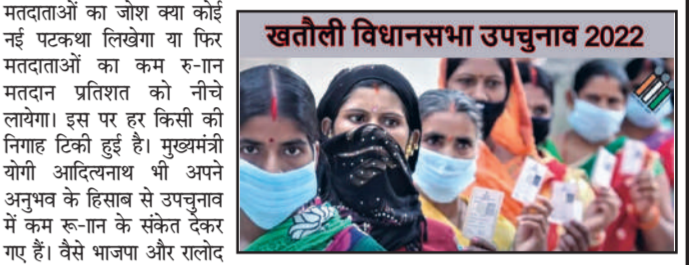 मतदाताओं का जोश क्या कोई
नई पटकथा लिखेगा या फिर
मतदाताओं का कम रु-ाान
मतदान प्रतिशत को नीचे
लायेगा। इस पर हर किसी की
निगाह टिकी हुई है। मुख्यमंत्री
योगी आदित्यनाथ भी अपने
अनुभव के हिसाब से उपचुनाव
में कम रू-ाान के संकेत देकर
गए हैं। वैसे भाजपा और रालोद
खतौली विधानसभा उपचुनाव 2022